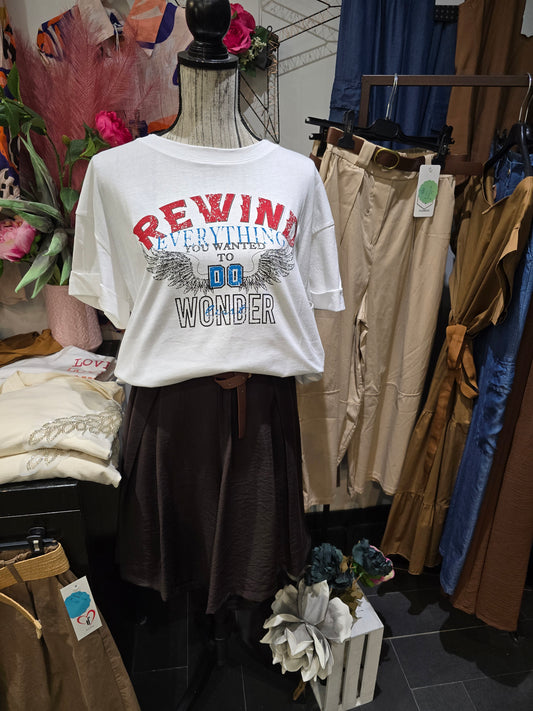 REWIND
EVERYTHING
YOU WANTED
TO
DO
WONDER
LOVE